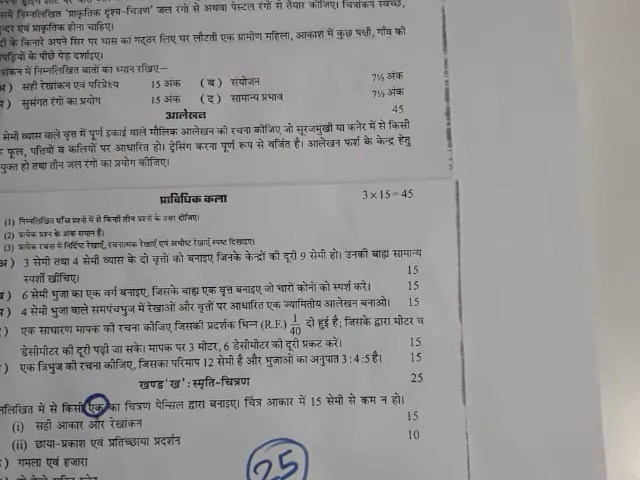 समें निम्नलिखित 'प्राकृतिक दृश्य-चित्रण' जल रंगों से अथवा पेस्टल रंगों से तैयार कीजिए। चित्रांकन स्वच्छ,
न्दर एवं प्राकृतिक होना चाहिए।
दी के किनारे अपने सिर पर घास का गट्ठर लिए घर लौटती एक ग्रामीण महिला, आकाश में कुछ पक्षी, गाँव की
पड़ियों के पीछे पेड़ दर्शाइए।
त्रांकन में निम्नलिखित बातों का ध्यान रखिए—
अ) सही रेखांकन एवं परिप्रेक्ष्य 15 अंक (ब) संयोजन 7½ अंक
स) सुसंगत रंगों का प्रयोग 15 अंक (द) सामान्य प्रभाव 7½ अंक
आलेखन 45
सेमी व्यास वाले वृत्त में पूर्ण इकाई वाले मौलिक आलेखन की रचना कीजिए जो सूरजमुखी या कनेर में से किसी
फूल, पत्तियों व कलियों पर आधारित हो। ट्रेसिंग करना पूर्ण रूप से वर्जित है। आलेखन फर्श के केन्द्र हेतु
युक्त हो तथा तीन जल रंगों का प्रयोग कीजिए।
प्राविधिक कला 3 × 15 = 45
(1) निम्नलिखित पाँच प्रश्नों में से किन्हीं तीन प्रश्नों के उत्तर दीजिए।
(2) प्रत्येक प्रश्न के अंक समान हैं।
(3) प्रत्येक रचना में निर्दिष्ट रेखाएँ, रचनात्मक रेखाएँ एवं अभीष्ट रेखाएँ स्पष्ट दिखाइए।
अ) 3 सेमी तथा 4 सेमी व्यास के दो वृत्तों को बनाइए जिनके केन्द्रों की दूरी 9 सेमी हो। उनकी बाह्य सामान्य
स्पर्शी खींचिए। 15
ब) 6 सेमी भुजा का एक वर्ग बनाइए, जिसके बाह्य एक वृत्त बनाइए जो चारों कोनों को स्पर्श करे। 15
स) 4 सेमी भुजा वाले समपंचभुज में रेखाओं और वृत्तों पर आधारित एक ज्यामितीय आलेखन बनाओ। 15
) एक साधारण मापक की रचना कीजिए जिसकी प्रदर्शक भिन्न (R.F.) 1/40 दी हुई है; जिसके द्वारा मीटर व
डेसीमीटर की दूरी पढ़ी जा सके। मापक पर 3 मीटर, 6 डेसीमीटर की दूरी प्रकट करें। 15
) एक त्रिभुज की रचना कीजिए, जिसका परिमाप 12 सेमी है और भुजाओं का अनुपात 3 : 4 : 5 है। 15
खण्ड 'ख' : स्मृति-चित्रण 25
नलिखित में से किसी एक का चित्रण पेन्सिल द्वारा बनाइए। चित्र आकार में 15 सेमी से कम न हो।
(i) सही आकार और रेखांकन 15
(ii) छाया-प्रकाश एवं प्रतिच्छाया प्रदर्शन 10
) गमला एवं हजारा
25